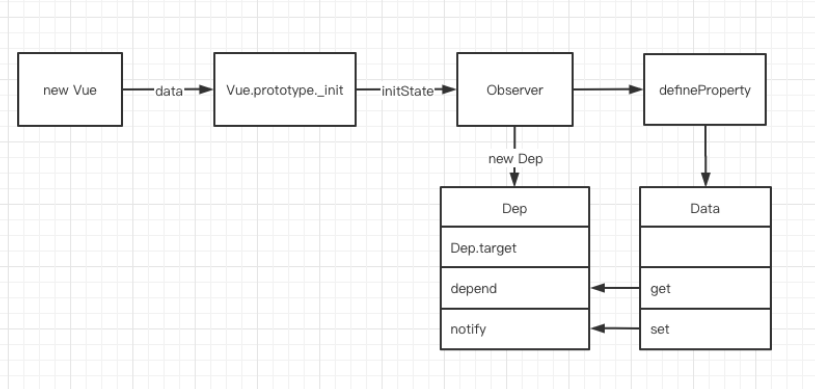 new Vue
data
Vue.prototype._init
initState
Observer
defineProperty
new Dep
Dep
Data
Dep.target
depend
get
notify
set